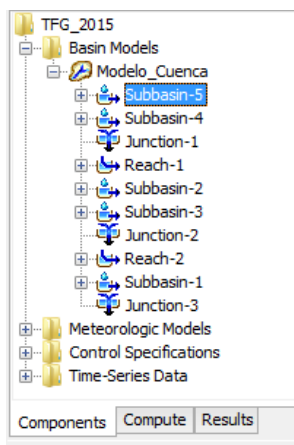 TFG_2015
Basin Models
Modelo_Cuenca
Subbasin-5
Subbasin-4
Junction-1
Reach-1
Subbasin-2
Subbasin-3
Junction-2
Reach-2
Subbasin-1
Junction-3
Meteorologic Models
Control Specifications
Time-Series Data
Components Compute Results